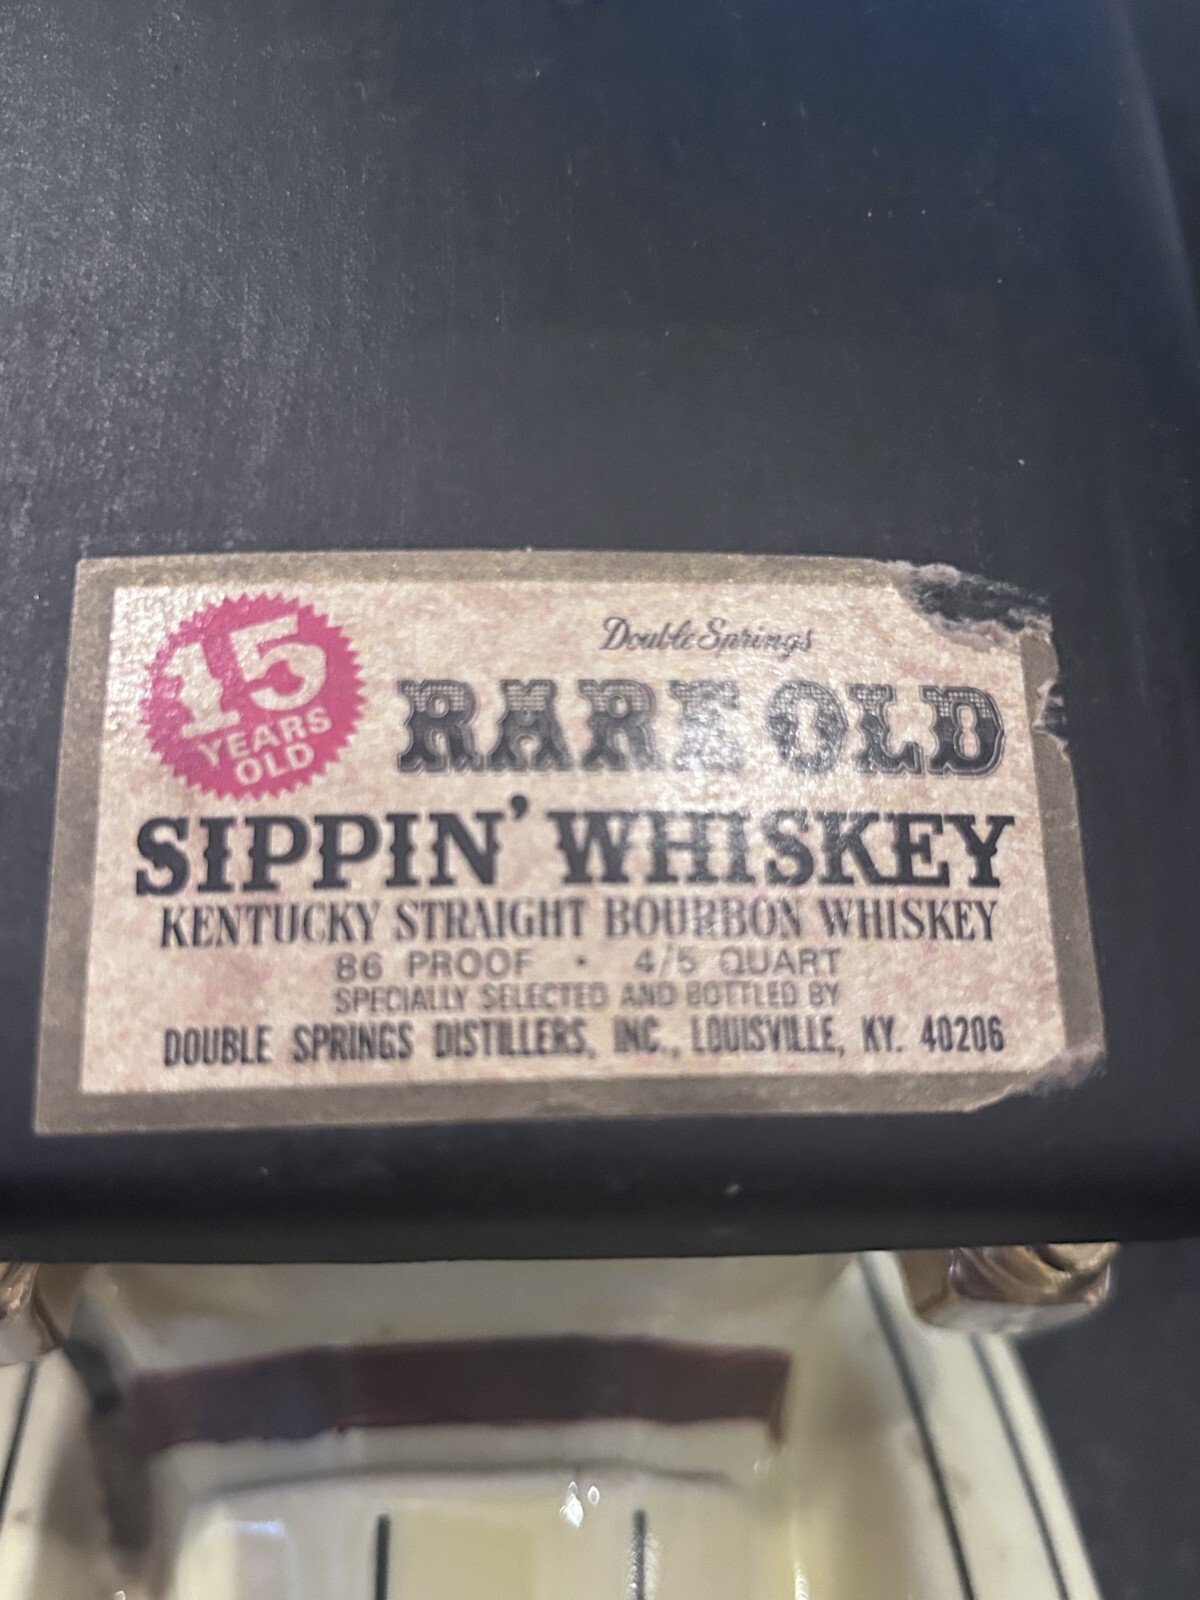 15
YEARS
OLD
Double Springs
RARE OLD
SIPPIN' WHISKEY
KENTUCKY STRAIGHT BOURBON WHISKEY
86 PROOF • 4/5 QUART
SPECIALLY SELECTED AND BOTTLED BY
DOUBLE SPRINGS DISTILLERS, INC., LOUISVILLE, KY. 40206